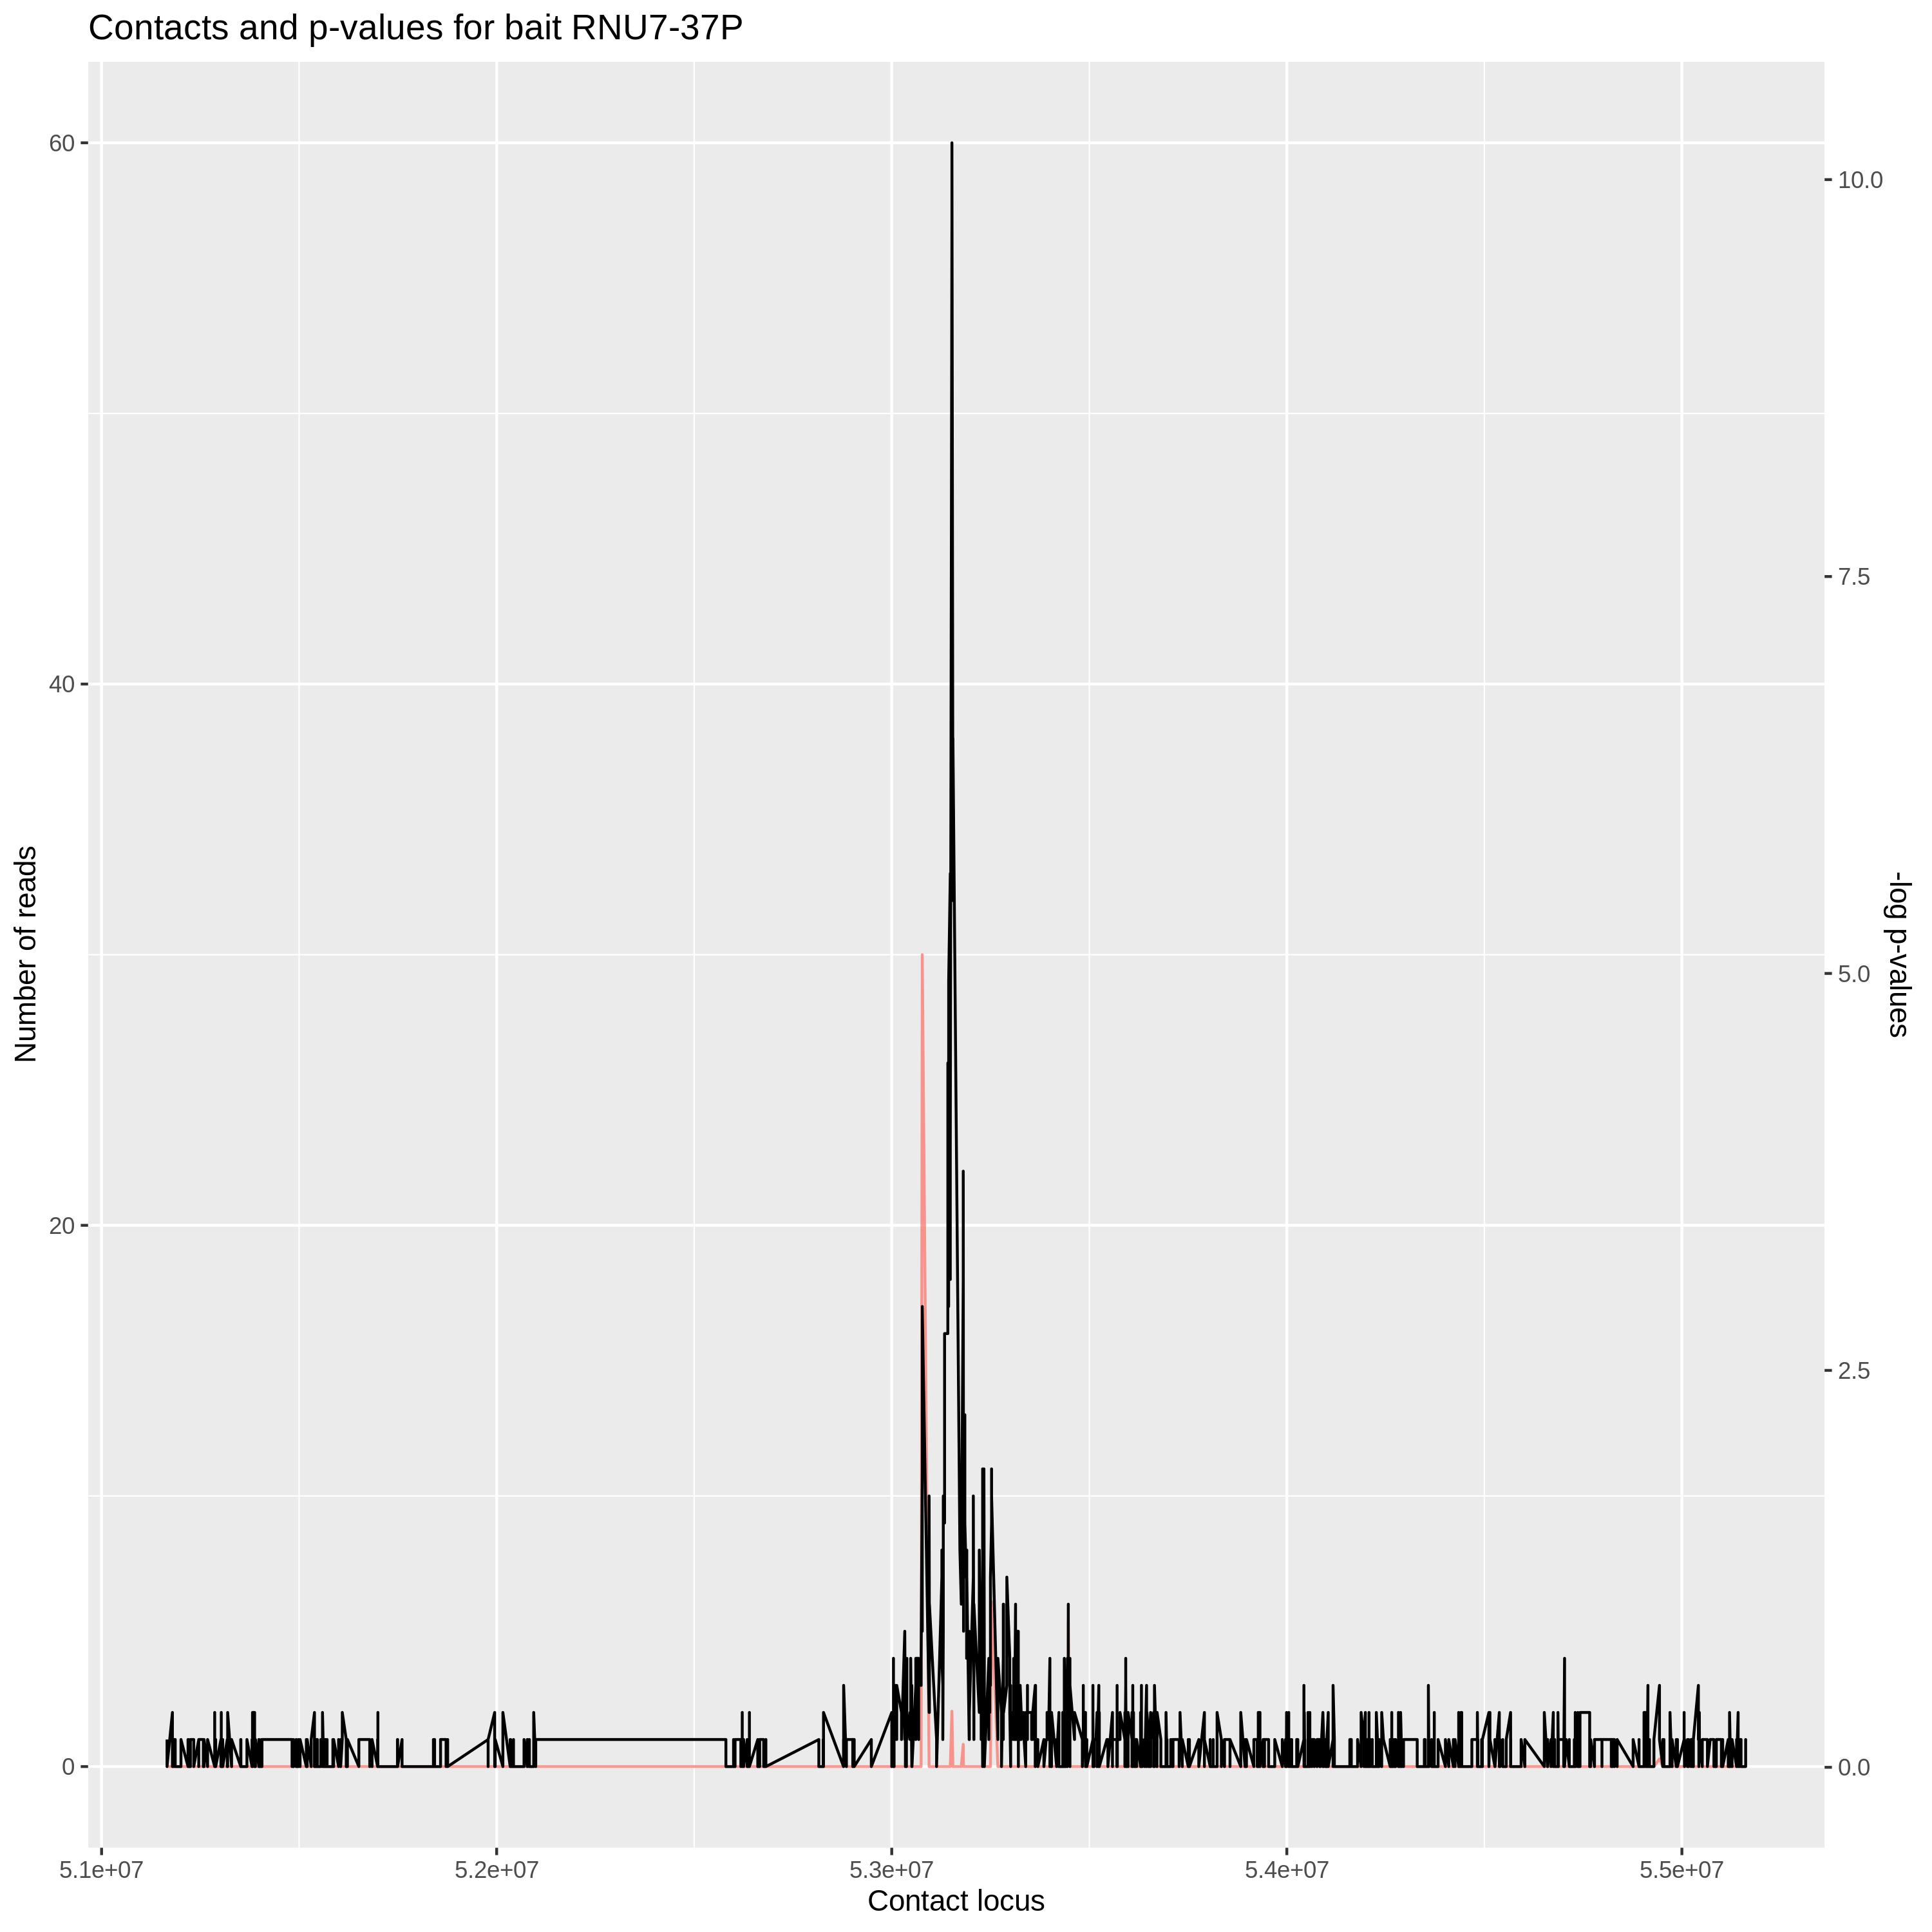 Contacts and p-values for bait RNU7-37P
60
40
20
0
10.0
7.5
5.0
2.5
0.0
Number of reads
-log p-values
5.1e+07 5.2e+07 5.3e+07 5.4e+07 5.5e+07
Contact locus